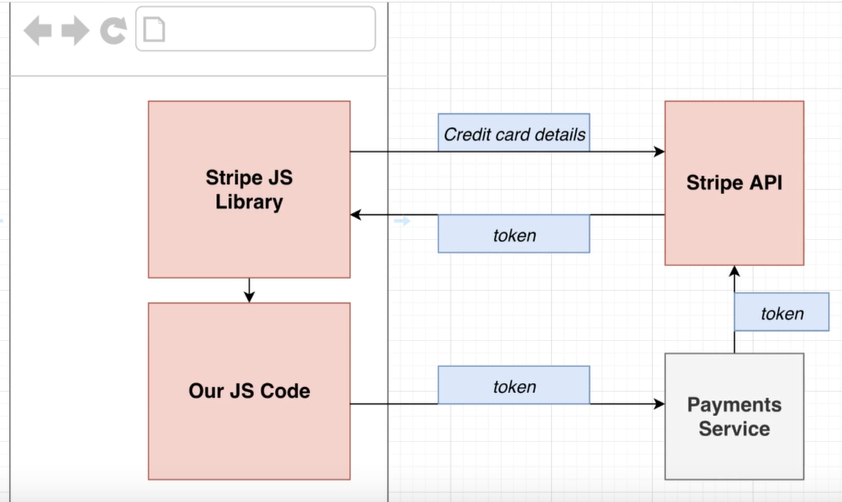 Credit card details
Stripe JS
Library
Stripe API
token
token
Our JS Code
token
Payments
Service